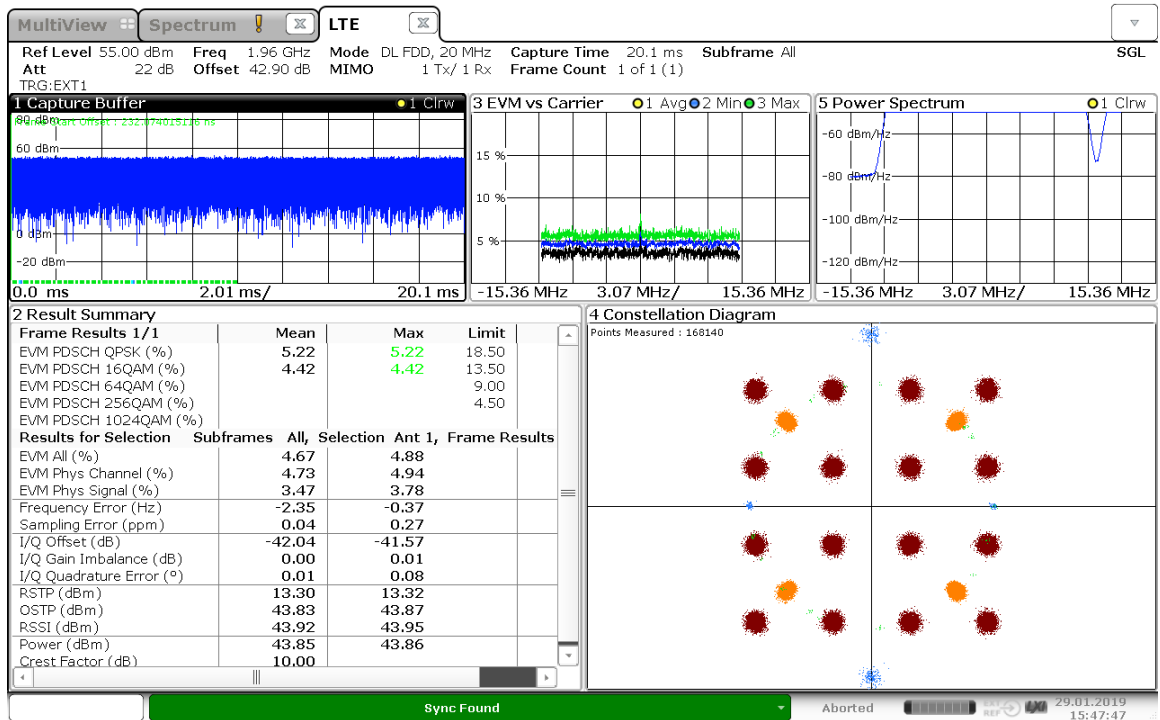 MultiView Spectrum LTE
Ref Level 55.00 dBm Freq 1.96 GHz Mode DL FDD, 20 MHz Capture Time 20.1 ms Subframe All SGL
Att 22 dB Offset 42.90 dB MIMO 1 Tx/ 1 Rx Frame Count 1 of 1 (1)
TRG:EXT1
1 Capture Buffer 1 Clrw
80 dBm
Frame Start Offset : 232.074015116 ns
60 dBm
0 dBm
-20 dBm
0.0 ms 2.01 ms/ 20.1 ms
3 EVM vs Carrier 1 Avg 2 Min 3 Max
15 %
10 %
5 %
-15.36 MHz 3.07 MHz/ 15.36 MHz
5 Power Spectrum 1 Clrw
-60 dBm/Hz
-80 dBm/Hz
-100 dBm/Hz
-120 dBm/Hz
-15.36 MHz 3.07 MHz/ 15.36 MHz
2 Result Summary
Frame Results 1/1 Mean Max Limit
EVM PDSCH QPSK (%) 5.22 5.22 18.50
EVM PDSCH 16QAM (%) 4.42 4.42 13.50
EVM PDSCH 64QAM (%) 9.00
EVM PDSCH 256QAM (%) 4.50
EVM PDSCH 1024QAM (%)
Results for Selection Subframes All, Selection Ant 1, Frame Results
EVM All (%) 4.67 4.88
EVM Phys Channel (%) 4.73 4.94
EVM Phys Signal (%) 3.47 3.78
Frequency Error (Hz) -2.35 -0.37
Sampling Error (ppm) 0.04 0.27
I/Q Offset (dB) -42.04 -41.57
I/Q Gain Imbalance (dB) 0.00 0.01
I/Q Quadrature Error (°) 0.01 0.08
RSTP (dBm) 13.30 13.32
OSTP (dBm) 43.83 43.87
RSSI (dBm) 43.92 43.95
Power (dBm) 43.85 43.86
Crest Factor (dB) 10.00
4 Constellation Diagram
Points Measured : 168140
Sync Found
Aborted
EXT
REF
LXI
29.01.2019
15:47:47